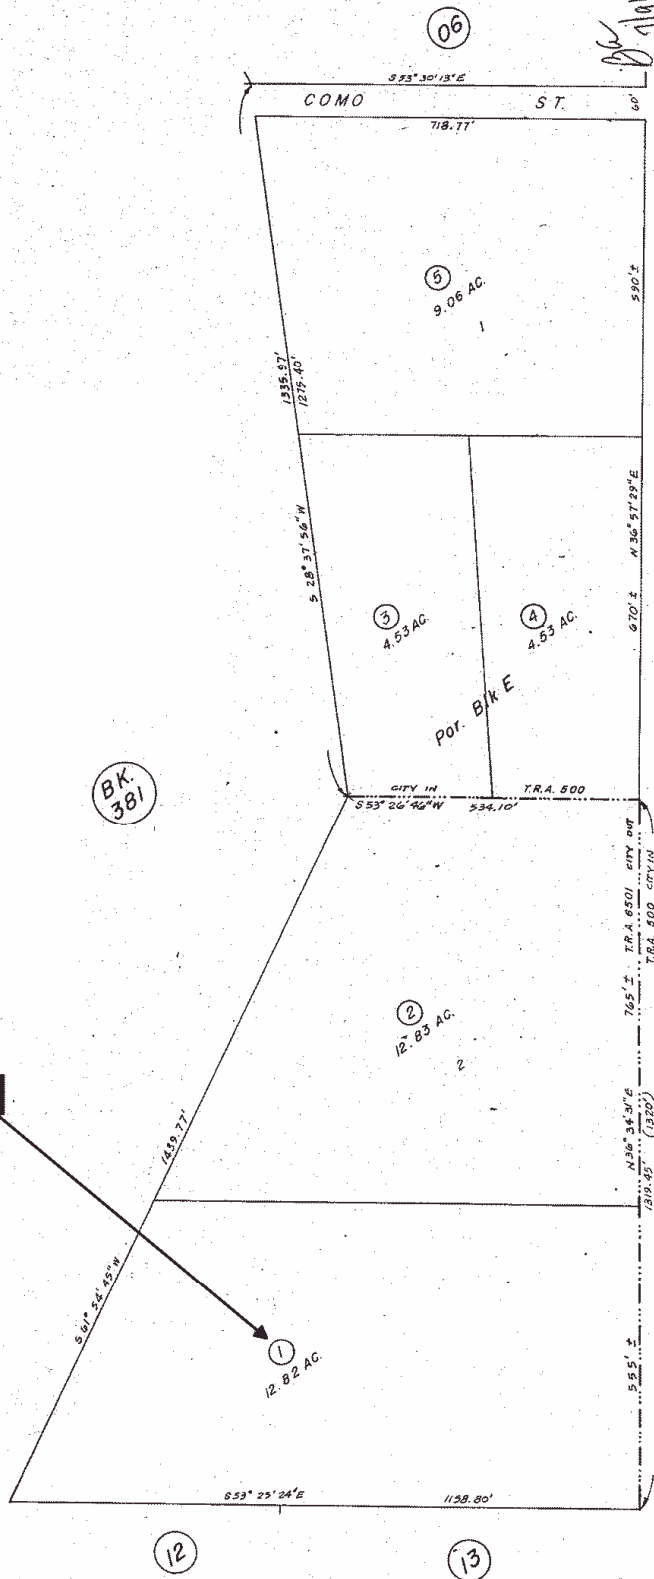 06
S 53° 30' 13" E
COMO ST.
60'
718.77'
5
9.06 AC.
1
590' ±
1335.97'
1275.40'
S 28° 37' 56" W
N 36° 57' 29" E
670' ±
3
4.53 AC.
4
4.53 AC.
Por. Blk E
BK.
381
CITY IN T.R.A. 500
S 53° 26' 46" W 534.10'
T.R.A. 6501 CITY OUT
T.R.A. 500 CITY IN
765' ±
2
12.83 AC.
2
N 36° 34' 31" E
1319.45' (1320')
1439.77'
S 61° 54' 45" W
1
12.82 AC.
555' ±
S 53° 25' 24" E 1158.80'
12
13